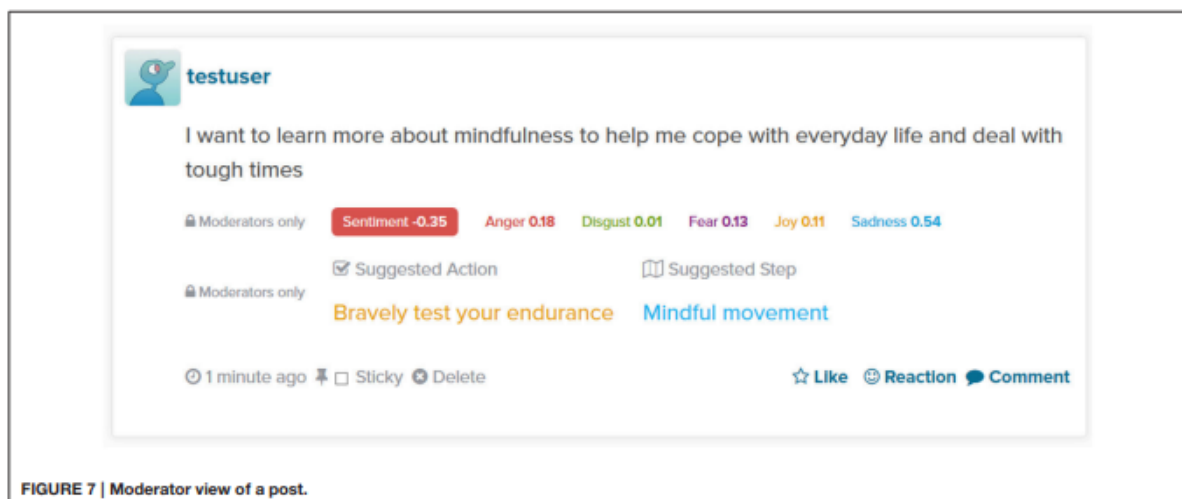 testuser
I want to learn more about mindfulness to help me cope with everyday life and deal with
tough times
Moderators only Sentiment -0.35 Anger 0.18 Disgust 0.01 Fear 0.13 Joy 0.11 Sadness 0.54
Suggested Action Suggested Step
Moderators only
Bravely test your endurance Mindful movement
1 minute ago Sticky Delete Like Reaction Comment
FIGURE 7 | Moderator view of a post.